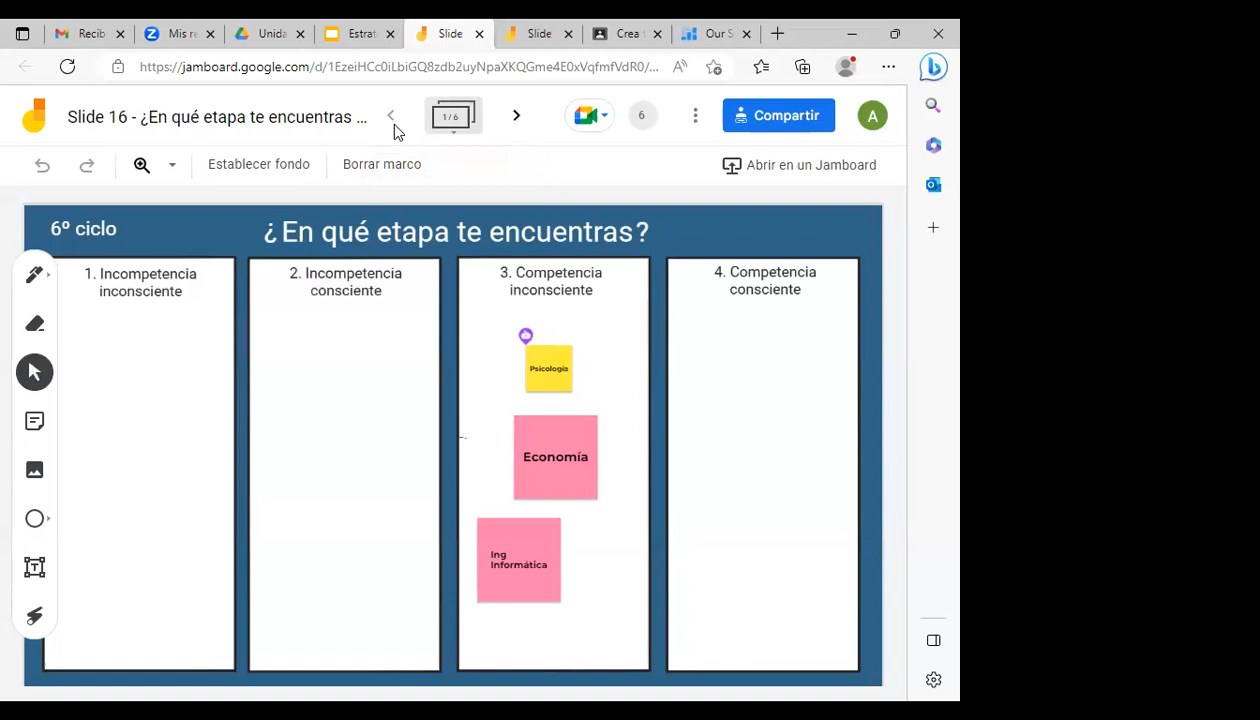 Recib
Mis re
Unida
Estrat
Slide
Slide
Crea t
Our S
https://jamboard.google.com/d/1EzeiHCc0iLbiGQ8zdb2uyNpaXKQGme4E0xVqfmfVdR0/...
Slide 16 - ¿En qué etapa te encuentras ...
1 / 6
6
Compartir
A
Establecer fondo
Borrar marco
Abrir en un Jamboard
6º ciclo
¿En qué etapa te encuentras?
1. Incompetencia
inconsciente
2. Incompetencia
consciente
3. Competencia
inconsciente
4. Competencia
consciente
Psicología
Economía
Ing
Informática